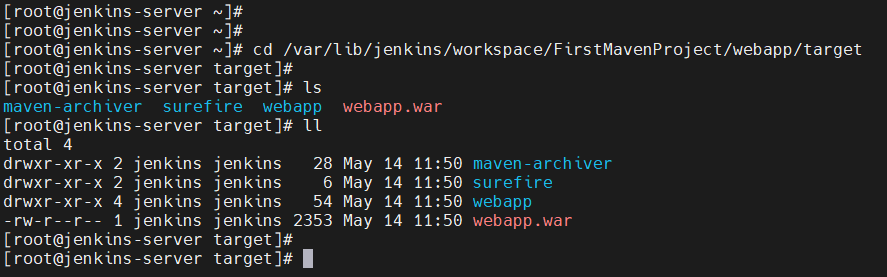 [root@jenkins-server ~]#
[root@jenkins-server ~]#
[root@jenkins-server ~]# cd /var/lib/jenkins/workspace/FirstMavenProject/webapp/target
[root@jenkins-server target]#
[root@jenkins-server target]# ls
maven-archiver  surefire  webapp  webapp.war
[root@jenkins-server target]# ll
total 4
drwxr-xr-x 2 jenkins jenkins   28 May 14 11:50 maven-archiver
drwxr-xr-x 2 jenkins jenkins    6 May 14 11:50 surefire
drwxr-xr-x 4 jenkins jenkins   54 May 14 11:50 webapp
-rw-r--r-- 1 jenkins jenkins 2353 May 14 11:50 webapp.war
[root@jenkins-server target]#
[root@jenkins-server target]#